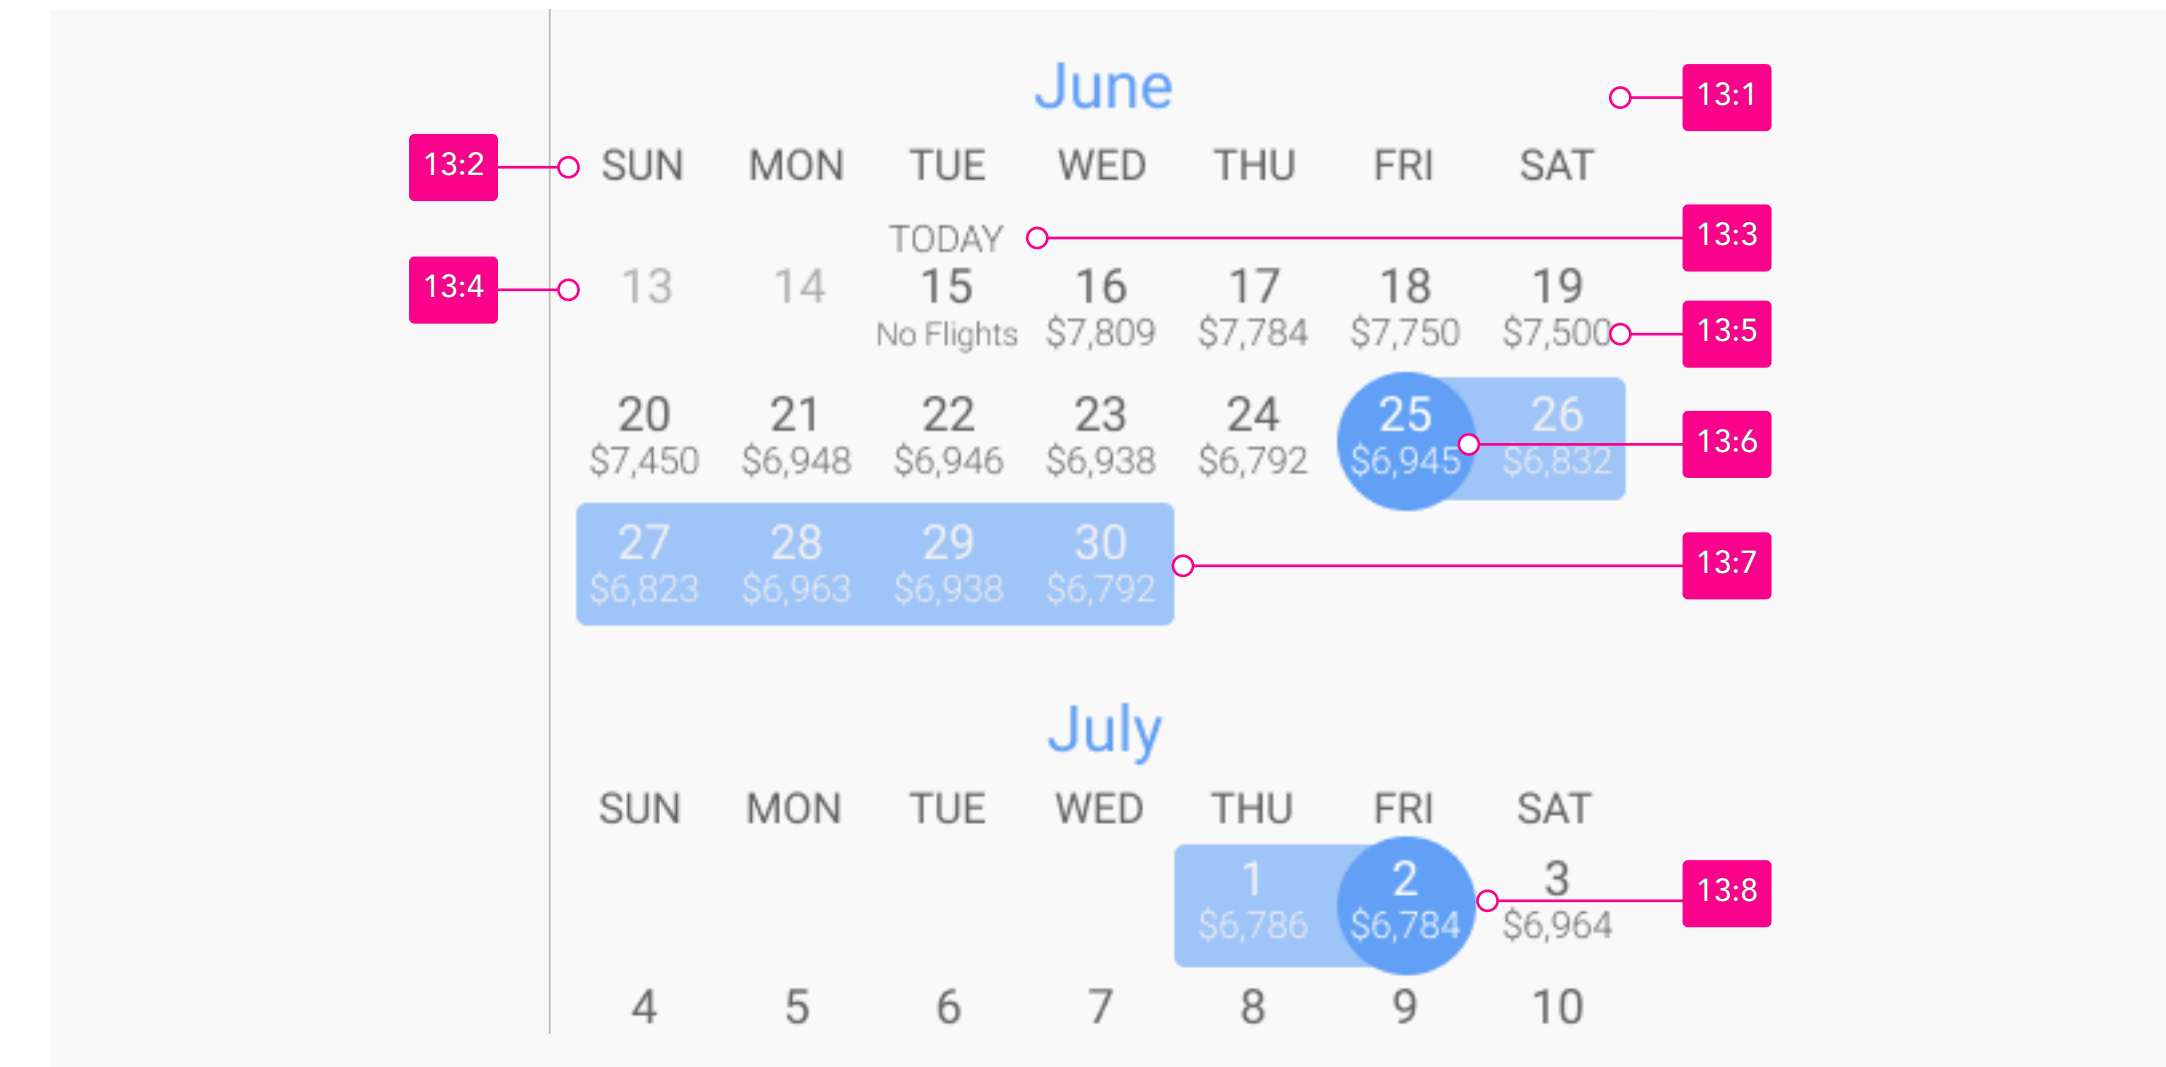 June
13:1
13:2
SUN MON TUE WED THU FRI SAT
TODAY
13:3
13:4
13 14 15 16 17 18 19
No Flights $7,809 $7,784 $7,750 $7,500
13:5
20 21 22 23 24 25 26
13:6
$7,450 $6,948 $6,946 $6,938 $6,792 $6,945 $6,832
27 28 29 30
13:7
$6,823 $6,963 $6,938 $6,792
July
SUN MON TUE WED THU FRI SAT
1 2 3
13:8
$6,786 $6,784 $6,964
4 5 6 7 8 9 10